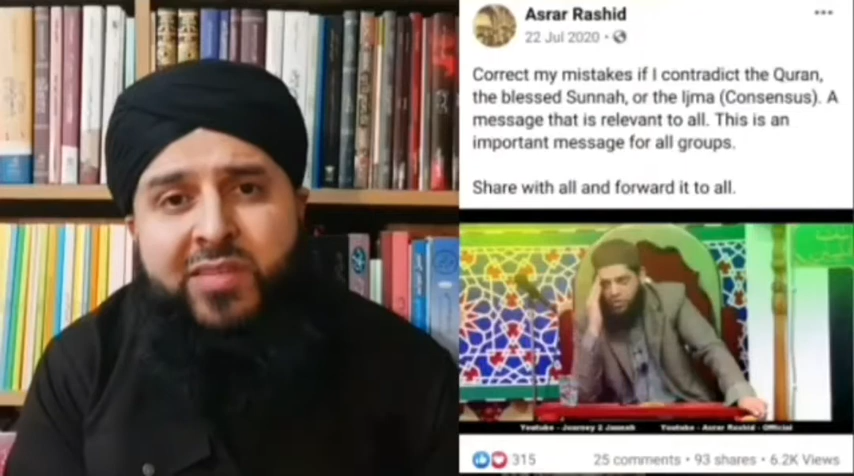 Asrar Rashid
22 Jul 2020
Correct my mistakes if I contradict the Quran,
the blessed Sunnah, or the Ijma (Consensus). A
message that is relevant to all. This is an
important message for all groups.
Share with all and forward it to all.
Youtube - Journey 2 Jannah Youtube - Asrar Rashid - Official
315 25 comments • 93 shares • 6.2K Views